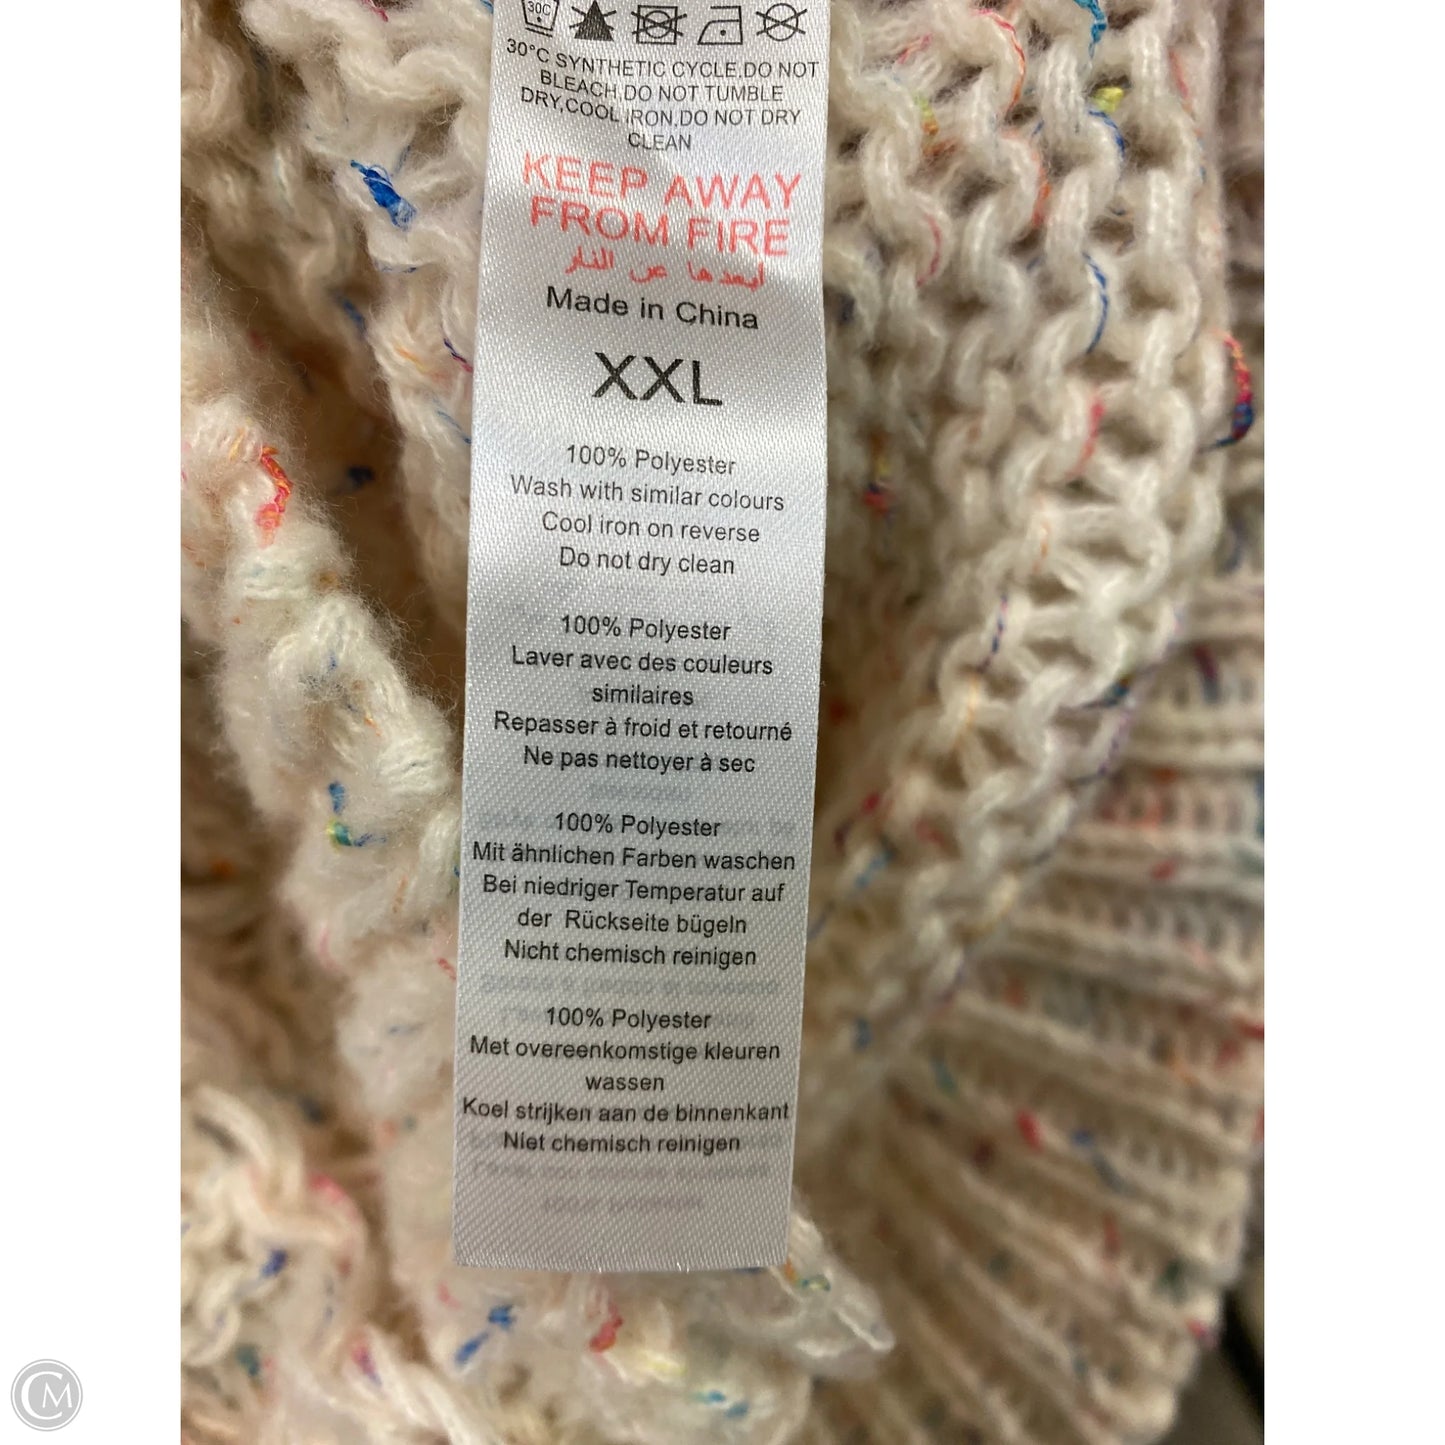 30C
30°C SYNTHETIC CYCLE,DO NOT
BLEACH,DO NOT TUMBLE
DRY,COOL IRON,DO NOT DRY
CLEAN
KEEP AWAY
FROM FIRE
أبعدها عن النار
Made in China
XXL
100% Polyester
Wash with similar colours
Cool iron on reverse
Do not dry clean
100% Polyester
Laver avec des couleurs
similaires
Repasser à froid et retourné
Ne pas nettoyer à sec
100% Polyester
Mit ähnlichen Farben waschen
Bei niedriger Temperatur auf
der Rückseite bügeln
Nicht chemisch reinigen
100% Polyester
Met overeenkomstige kleuren
wassen
Koel strijken aan de binnenkant
Niet chemisch reinigen
CM